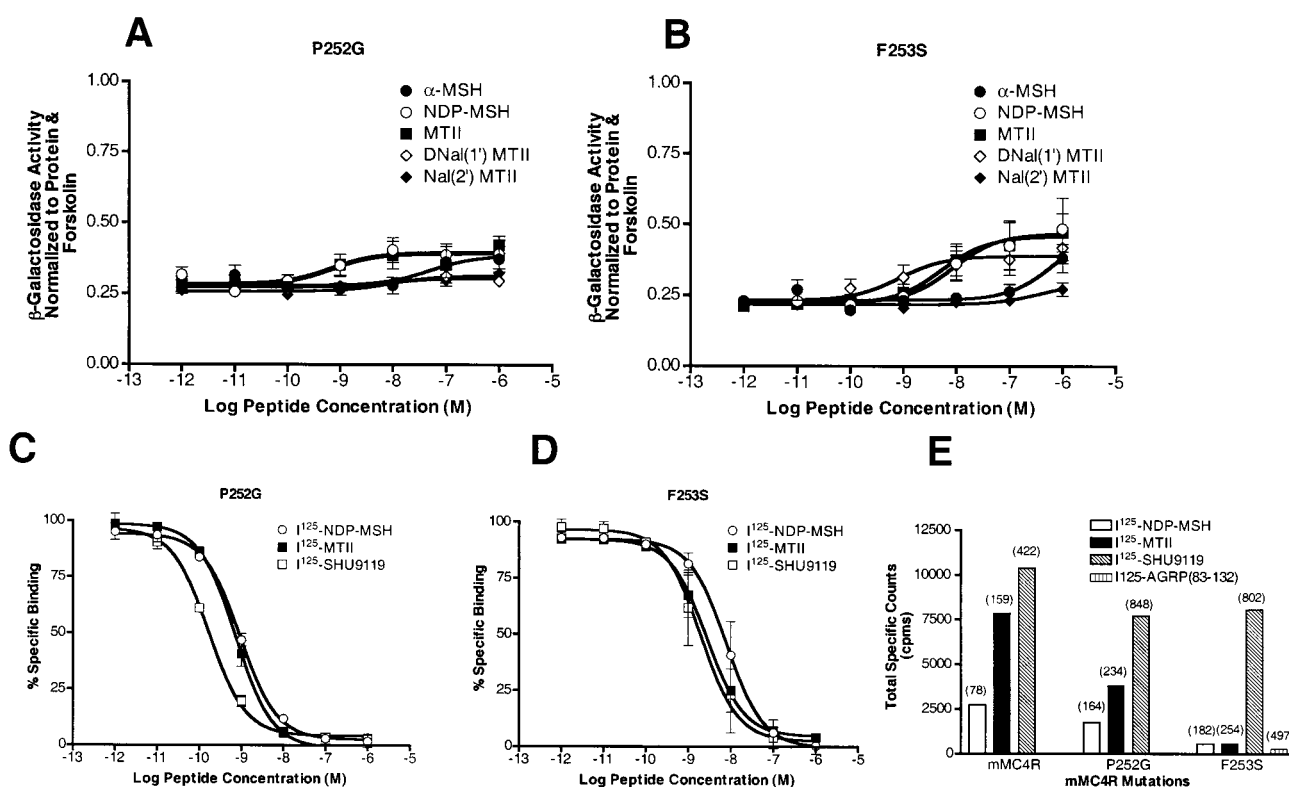 A
P252G
β-Galactosidase Activity
Normalized to Protein &
Forskolin
1.00
0.75
0.50
0.25
0.00
α-MSH
NDP-MSH
MTII
DNal(1') MTII
Nal(2') MTII
-13 -12 -11 -10 -9 -8 -7 -6 -5
Log Peptide Concentration (M)
B
F253S
β-Galactosidase Activity
Normalized to Protein &
Forskolin
1.00
0.75
0.50
0.25
0.00
α-MSH
NDP-MSH
MTII
DNal(1') MTII
Nal(2') MTII
-13 -12 -11 -10 -9 -8 -7 -6 -5
Log Peptide Concentration (M)
C
P252G
% Specific Binding
100
75
50
25
0
I125-NDP-MSH
I125-MTII
I125-SHU9119
-13 -12 -11 -10 -9 -8 -7 -6 -5
Log Peptide Concentration (M)
D
F253S
% Specific Binding
100
75
50
25
0
I125-NDP-MSH
I125-MTII
I125-SHU9119
-13 -12 -11 -10 -9 -8 -7 -6 -5
Log Peptide Concentration (M)
E
Total Specific Counts
(cpms)
12500
10000
7500
5000
2500
0
I125-NDP-MSH
I125-MTII
I125-SHU9119
I125-AGRP(83-132)
(78)
(159)
(422)
(164)
(234)
(848)
(182)
(254)
(802)
(497)
mMC4R P252G F253S
mMC4R Mutations